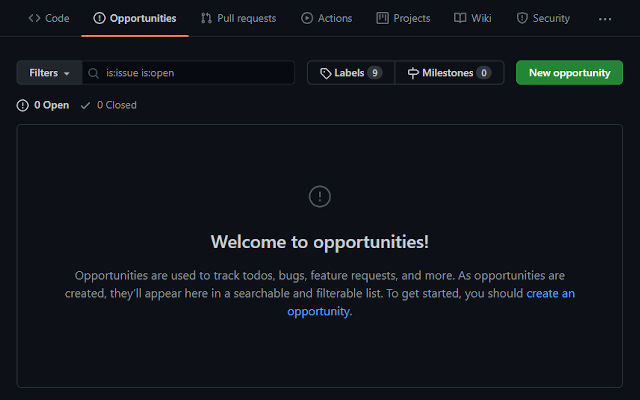 Code Opportunities Pull requests Actions Projects Wiki Security ...
Filters is:issue is:open Labels 9 Milestones 0 New opportunity
0 Open 0 Closed
Welcome to opportunities!
Opportunities are used to track todos, bugs, feature requests, and more. As opportunities are
created, they'll appear here in a searchable and filterable list. To get started, you should create an
opportunity.